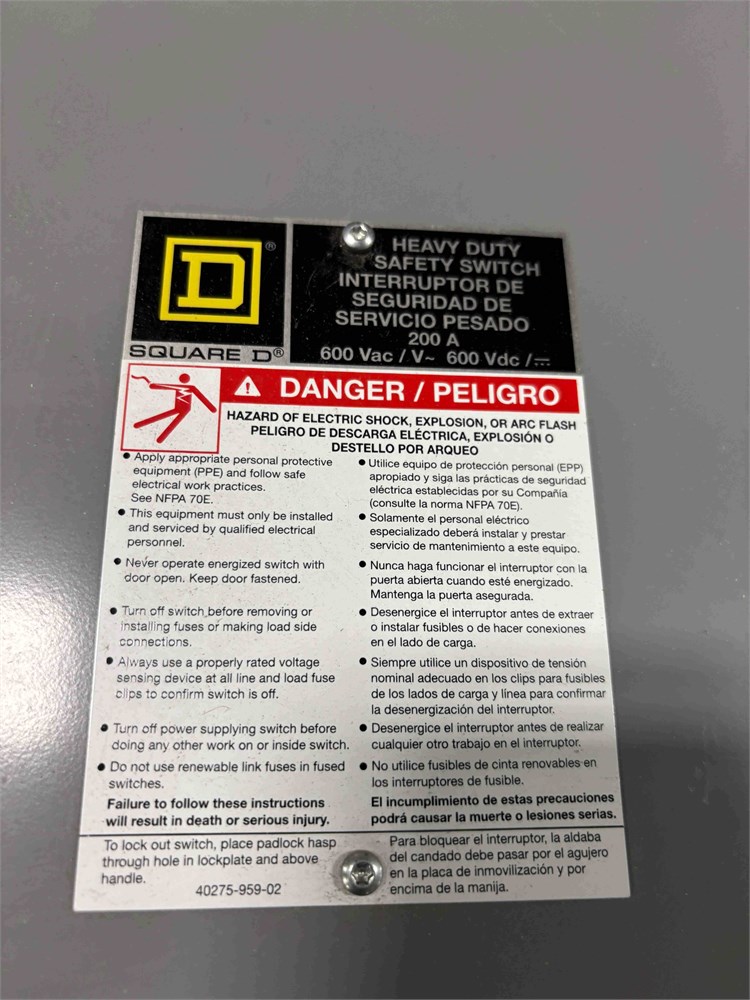 D®
SQUARE D®
HEAVY DUTY
SAFETY SWITCH
INTERRUPTOR DE
SEGURIDAD DE
SERVICIO PESADO
200 A
600 Vac / V~ 600 Vdc / ⎓
DANGER / PELIGRO
HAZARD OF ELECTRIC SHOCK, EXPLOSION, OR ARC FLASH
PELIGRO DE DESCARGA ELÉCTRICA, EXPLOSIÓN O
DESTELLO POR ARQUEO
• Apply appropriate personal protective
equipment (PPE) and follow safe
electrical work practices.
See NFPA 70E.
• This equipment must only be installed
and serviced by qualified electrical
personnel.
• Never operate energized switch with
door open. Keep door fastened.
• Turn off switch before removing or
installing fuses or making load side
connections.
• Always use a properly rated voltage
sensing device at all line and load fuse
clips to confirm switch is off.
• Turn off power supplying switch before
doing any other work on or inside switch.
• Do not use renewable link fuses in fused
switches.
Failure to follow these instructions
will result in death or serious injury.
• Utilice equipo de protección personal (EPP)
apropiado y siga las prácticas de seguridad
eléctrica establecidas por su Compañía
(consulte la norma NFPA 70E).
• Solamente el personal eléctrico
especializado deberá instalar y prestar
servicio de mantenimiento a este equipo.
• Nunca haga funcionar el interruptor con la
puerta abierta cuando esté energizado.
Mantenga la puerta asegurada.
• Desenergice el interruptor antes de extraer
o instalar fusibles o de hacer conexiones
en el lado de carga.
• Siempre utilice un dispositivo de tensión
nominal adecuado en los clips para fusibles
de los lados de carga y línea para confirmar
la desenergización del interruptor.
• Desenergice el interruptor antes de realizar
cualquier otro trabajo en el interruptor.
• No utilice fusibles de cinta renovables en
los interruptores de fusible.
El incumplimiento de estas precauciones
podrá causar la muerte o lesiones serias.
To lock out switch, place padlock hasp
through hole in lockplate and above
handle.
40275-959-02
Para bloquear el interruptor, la aldaba
del candado debe pasar por el agujero
en la placa de inmovilización y por
encima de la manija.